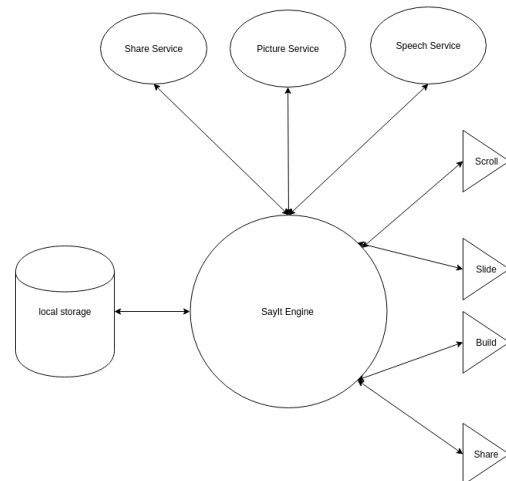 Share Service
Picture Service
Speech Service
Scroll
Slide
local storage
SayIt Engine
Build
Share